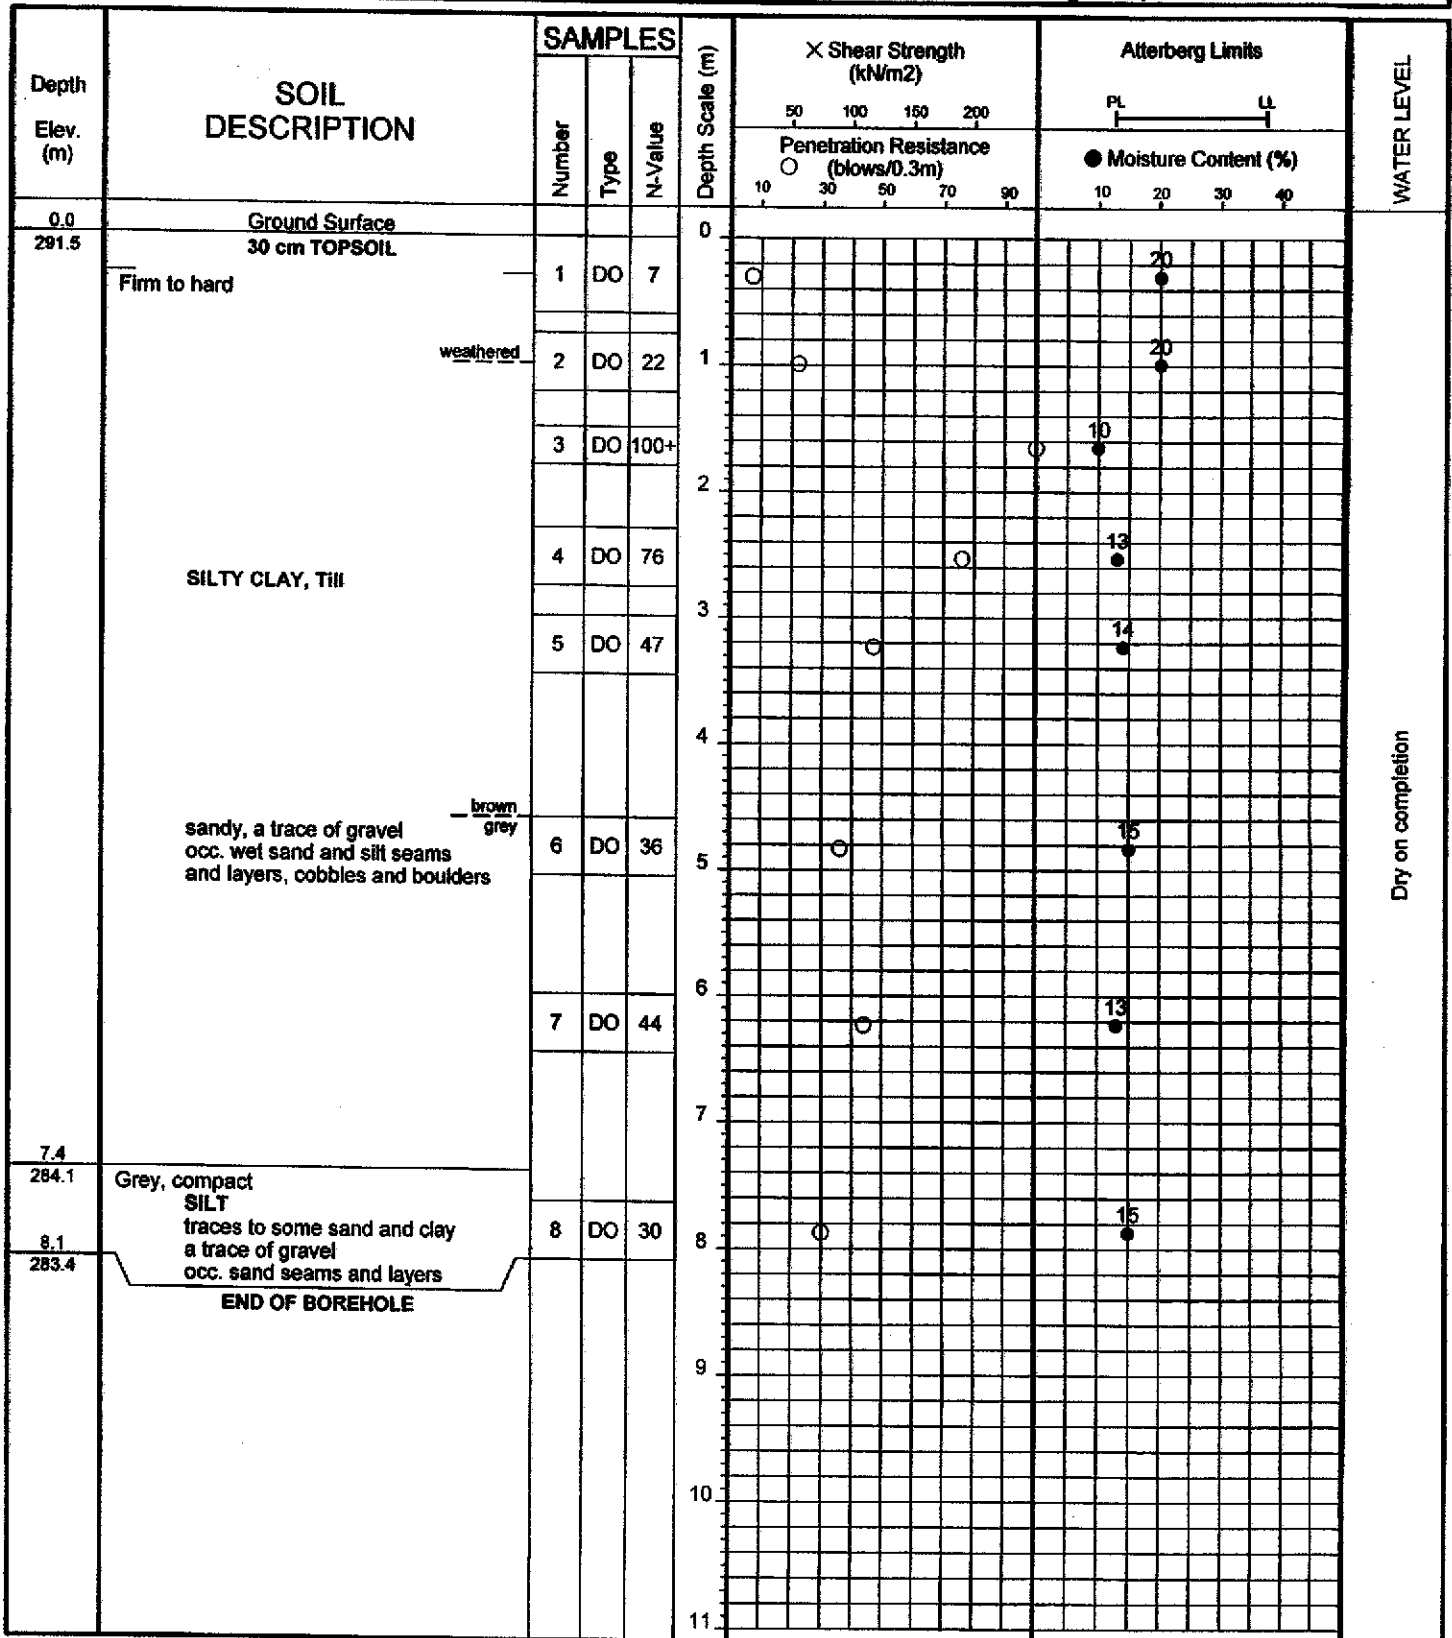 SAMPLES
Depth
Elev.
(m)
SOIL
DESCRIPTION
Number
Type
N-Value
Depth Scale (m)
× Shear Strength
(kN/m2)
50 100 150 200
Penetration Resistance
○ (blows/0.3m)
10 30 50 70 90
Atterberg Limits
PL LL
● Moisture Content (%)
10 20 30 40
WATER LEVEL
0.0 Ground Surface
291.5 30 cm TOPSOIL
0
Firm to hard
1 DO 7
20
weathered
2 DO 22
1
20
3 DO 100+
10
2
4 DO 76
13
SILTY CLAY, Till
3
5 DO 47
14
4
brown
grey
sandy, a trace of gravel
occ. wet sand and silt seams
and layers, cobbles and boulders
6 DO 36
15
5
Dry on completion
6
7 DO 44
13
7
7.4
284.1
Grey, compact
SILT
traces to some sand and clay
a trace of gravel
occ. sand seams and layers
8 DO 30
15
8
8.1
283.4
END OF BOREHOLE
9
10
11